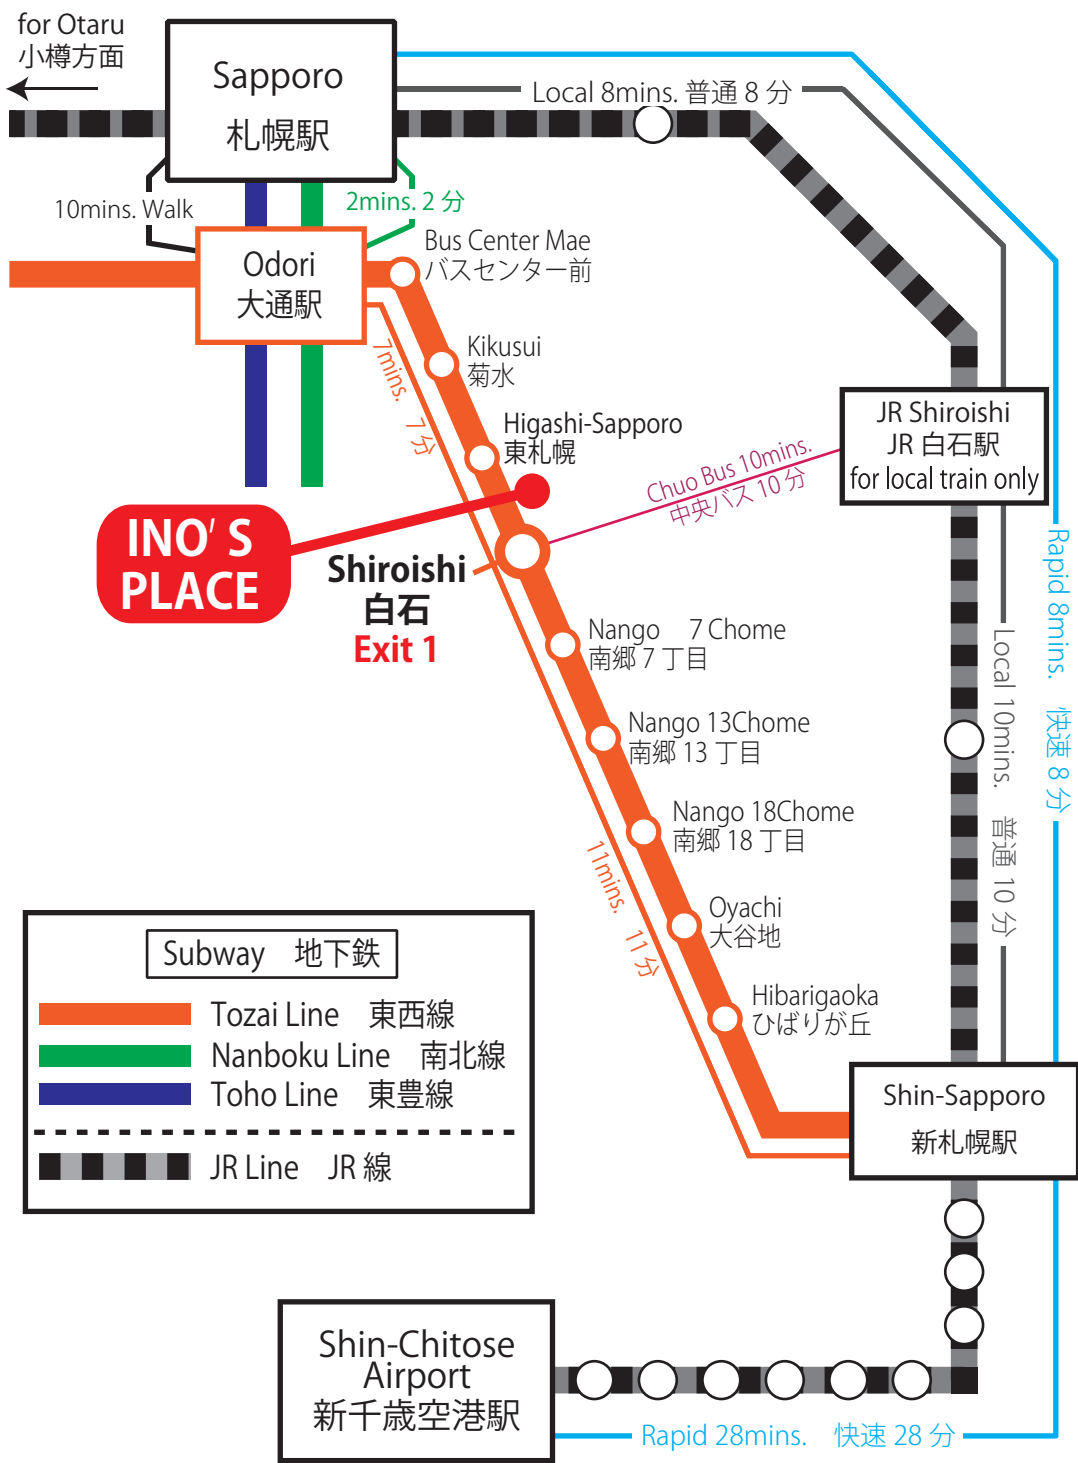 for Otaru
小樽方面
Sapporo
札幌駅
Local 8mins. 普通 8 分
10mins. Walk
2mins. 2 分
Odori
大通駅
Bus Center Mae
バスセンター前
Kikusui
菊水
7mins. 7 分
Higashi-Sapporo
東札幌
JR Shiroishi
JR 白石駅
for local train only
Chuo Bus 10mins.
中央バス 10 分
INO' S
PLACE
Shiroishi
白石
Exit 1
Rapid 8mins. 快速 8 分
Local 10mins. 普通 10 分
Nango 7 Chome
南郷 7 丁目
Nango 13Chome
南郷 13 丁目
Nango 18Chome
南郷 18 丁目
11mins. 11 分
Oyachi
大谷地
Hibarigaoka
ひばりが丘
Subway 地下鉄
Tozai Line 東西線
Nanboku Line 南北線
Toho Line 東豊線
JR Line JR 線
Shin-Sapporo
新札幌駅
Shin-Chitose
Airport
新千歳空港駅
Rapid 28mins. 快速 28 分